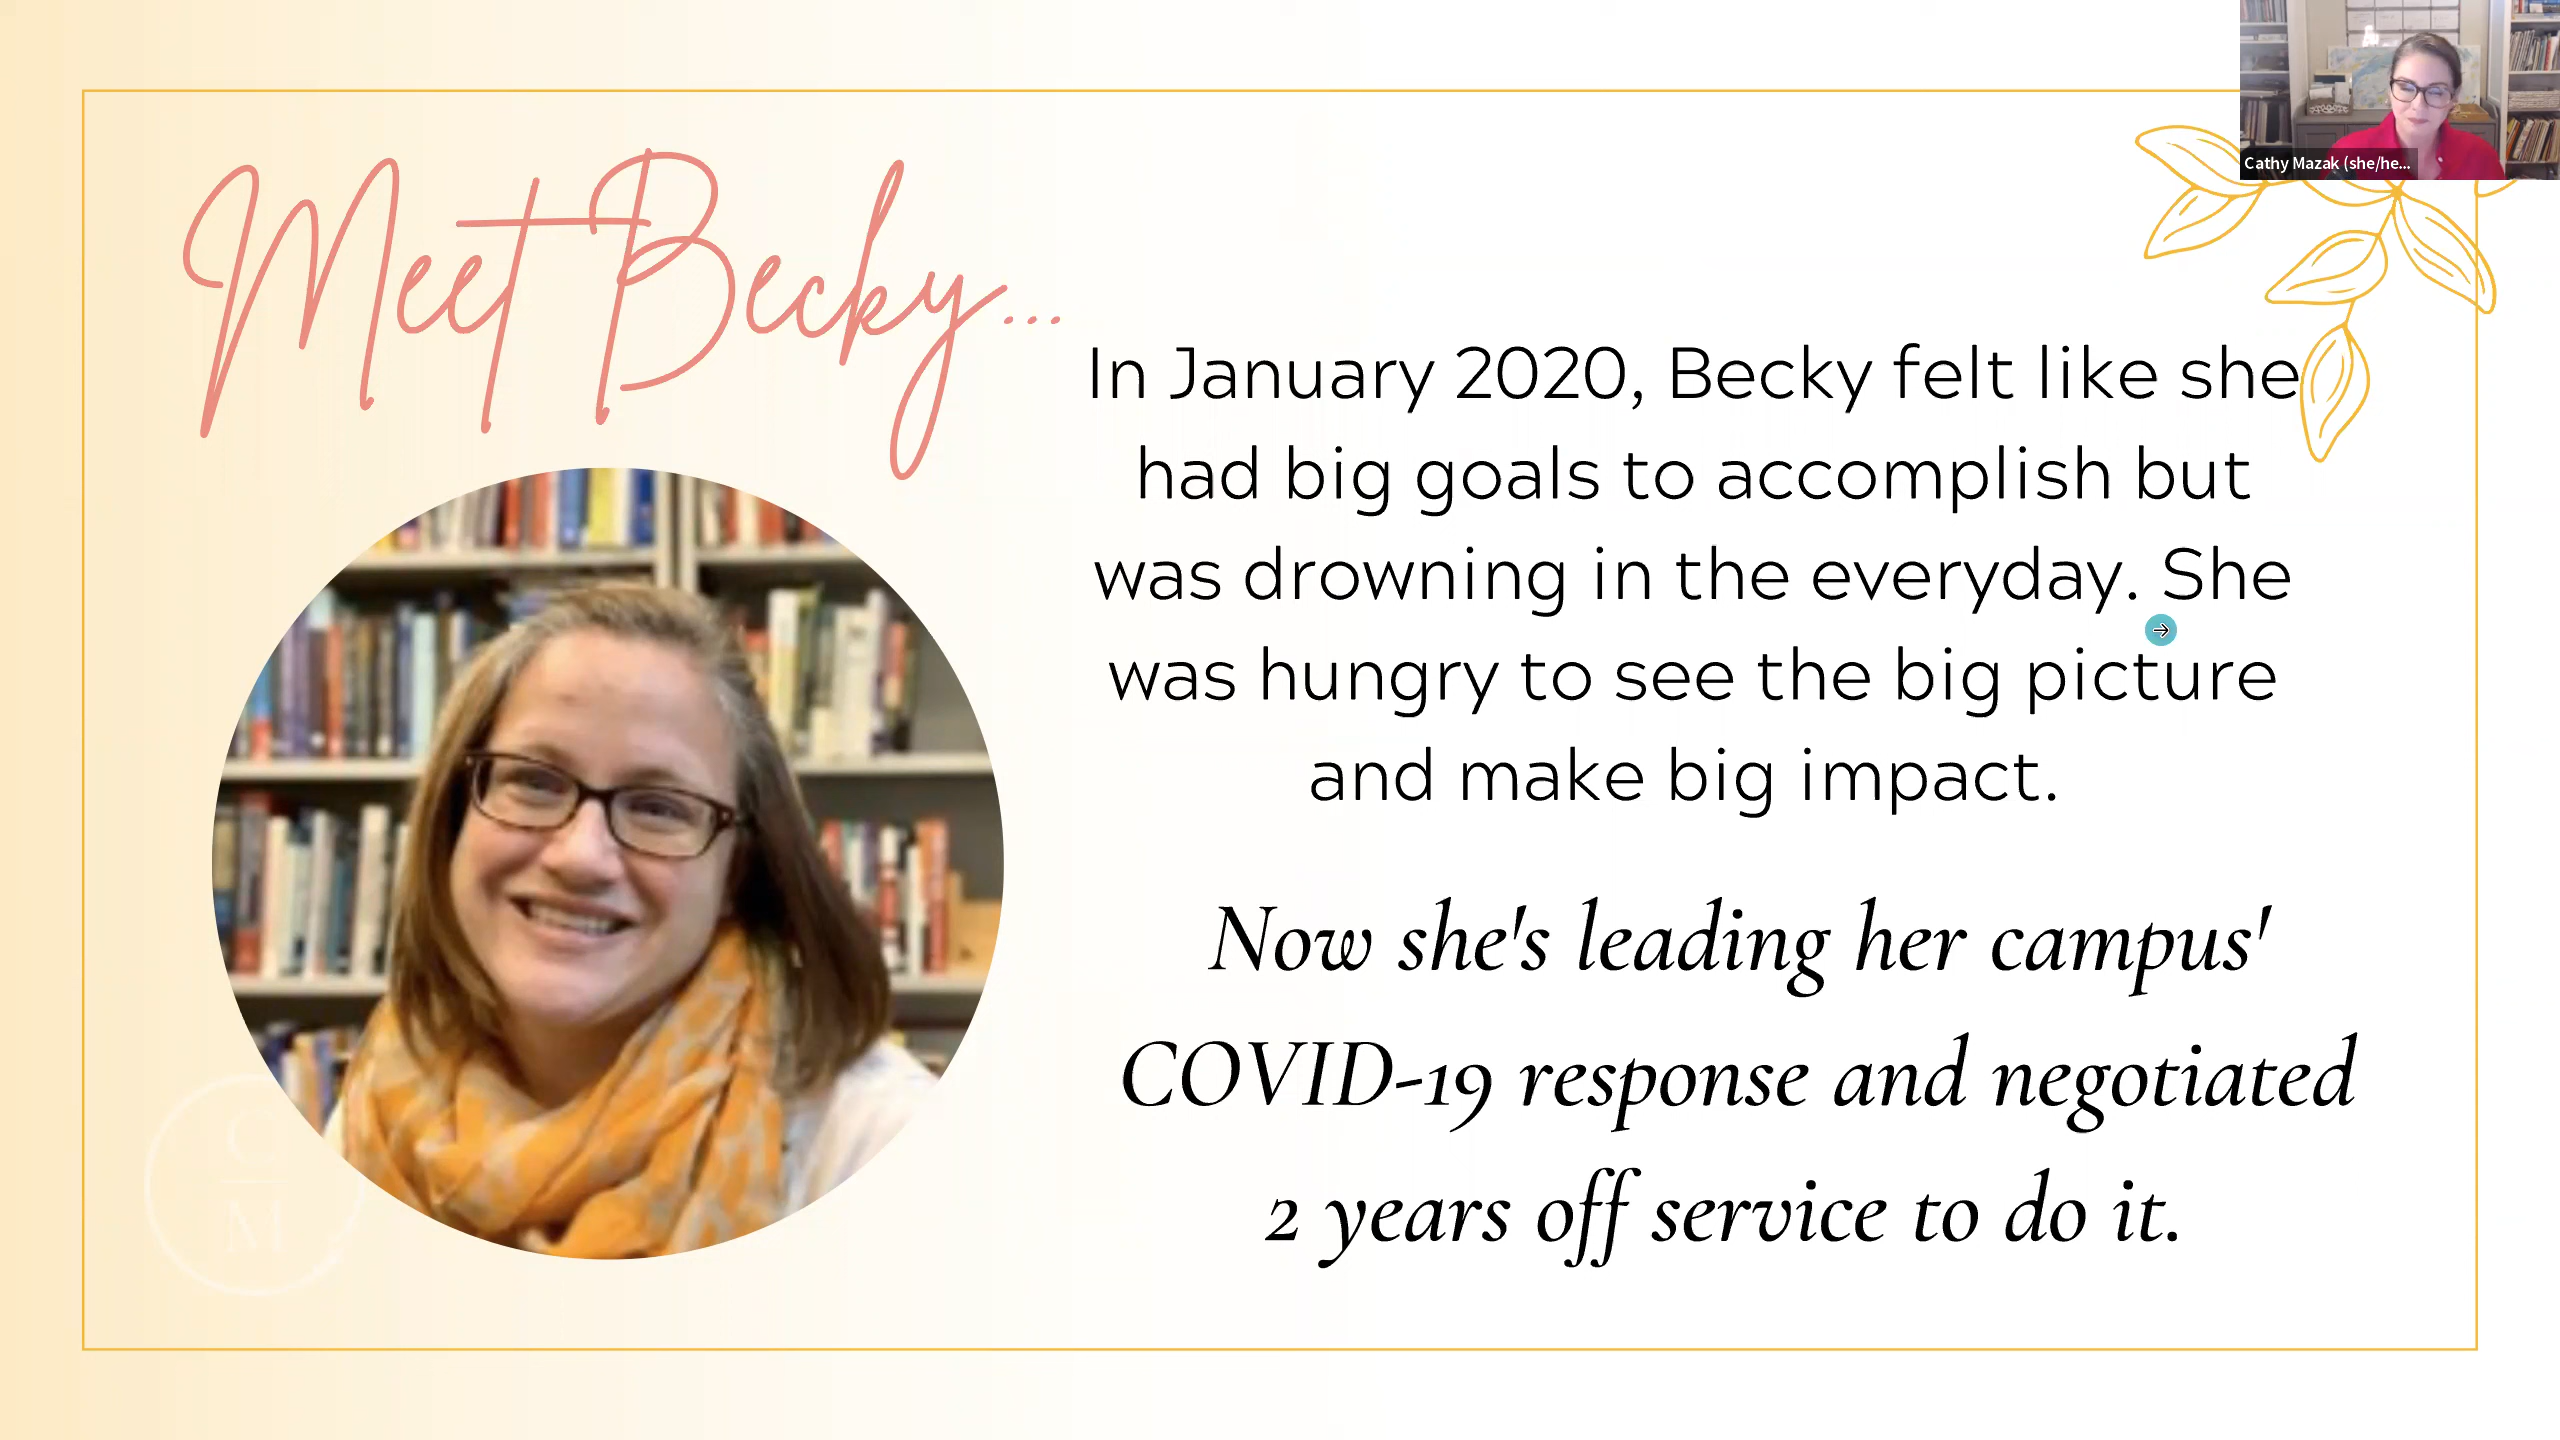 Cathy Mazak (she/he...
Meet Becky...
In January 2020, Becky felt like she
had big goals to accomplish but
was drowning in the everyday. She
was hungry to see the big picture
and make big impact.
Now she's leading her campus'
COVID-19 response and negotiated
2 years off service to do it.
C
M